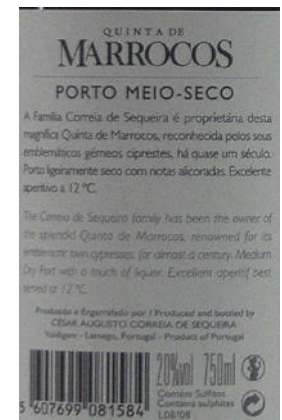 QUINTA DE
MARROCOS
PORTO MEIO-SECO
A Família Correia de Sequeira é proprietária desta
magnífica Quinta de Marrocos, reconhecida pelos seus
emblemáticos gémeos ciprestes, há quase um século.
Porto ligeiramente seco com notas alicoradas. Excelente
aperitivo a 12 ºC.
The Correia de Sequeira family has been the owner of
the splendid Quinta de Marrocos, renowned for its
emblematic twin cypresses, for almost a century. Medium
Dry Port with a touch of liquor. Excellent aperitif best
served at 12 ºC.
Produzido e Engarrafado por / Produced and bottled by
CÉSAR AUGUSTO CORREIA DE SEQUEIRA
Valdigem - Lamego, Portugal - Product of Portugal
20%vol 750ml
Contém Sulfitos
Contains sulphites
L08/08
5 607699 081584